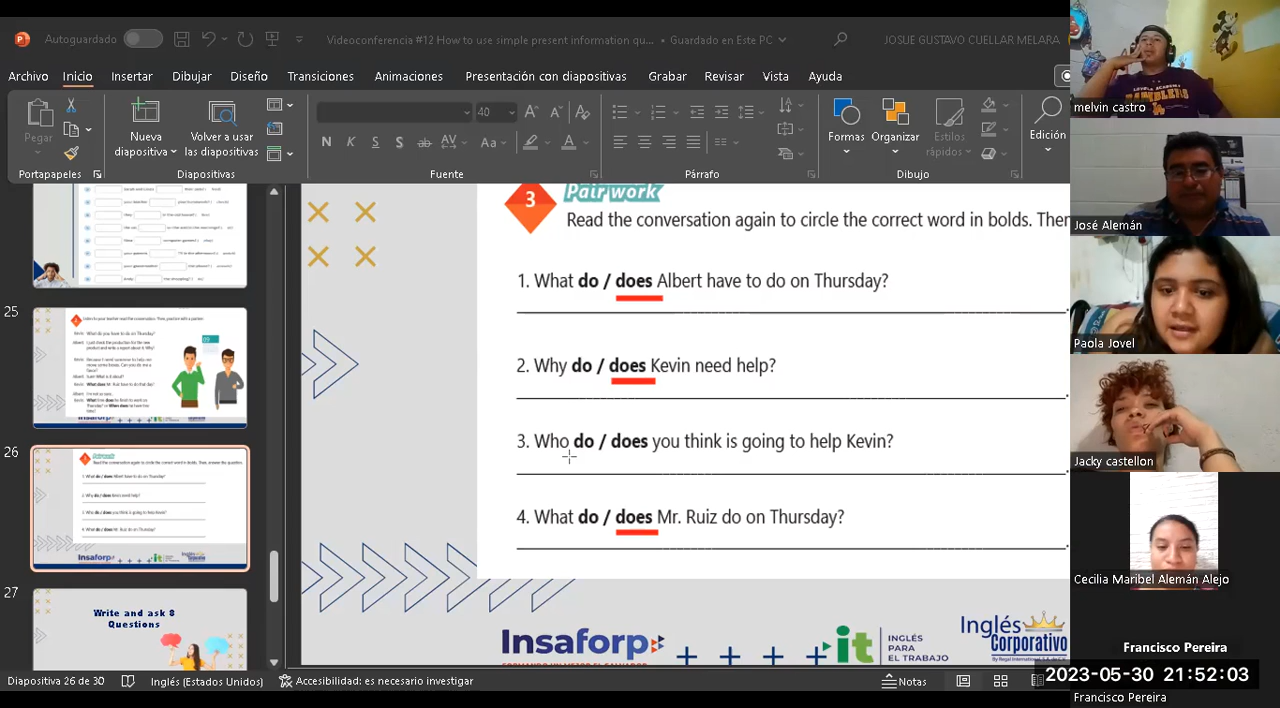 Autoguardado
Videoconferencia #12 How to use simple present information qu... • Guardado en Este PC
JOSUE GUSTAVO CUELLAR MELARA
Archivo Inicio Insertar Dibujar Diseño Transiciones Animaciones Presentación con diapositivas Grabar Revisar Vista Ayuda
Pegar
Nueva diapositiva
Volver a usar las diapositivas
40
N K S S ab AV Aa A
Formas Organizar Estilos rápidos Edición
Portapapeles Diapositivas Fuente Párrafo Dibujo
25
26
27
Write and ask 8
Questions
3
Pair work
Read the conversation again to circle the correct word in bolds. Ther
1. What do / does Albert have to do on Thursday?
2. Why do / does Kevin need help?
3. Who do / does you think is going to help Kevin?
4. What do / does Mr. Ruiz do on Thursday?
Insaforp
it
INGLÉS
PARA
EL TRABAJO
Inglés
Corporativo
melvin castro
José Alemán
Paola Jovel
Jacky castellon
Cecilia Maribel Alemán Alejo
Francisco Pereira
2023-05-30 21:52:03
Francisco Pereira
Diapositiva 26 de 30 Inglés (Estados Unidos) Accesibilidad: es necesario investigar Notas